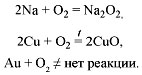 2Na + O₂ = Na₂O₂,
2Cu + O₂ =ᵗ 2CuO,
Au + O₂ ≠ нет реакции.